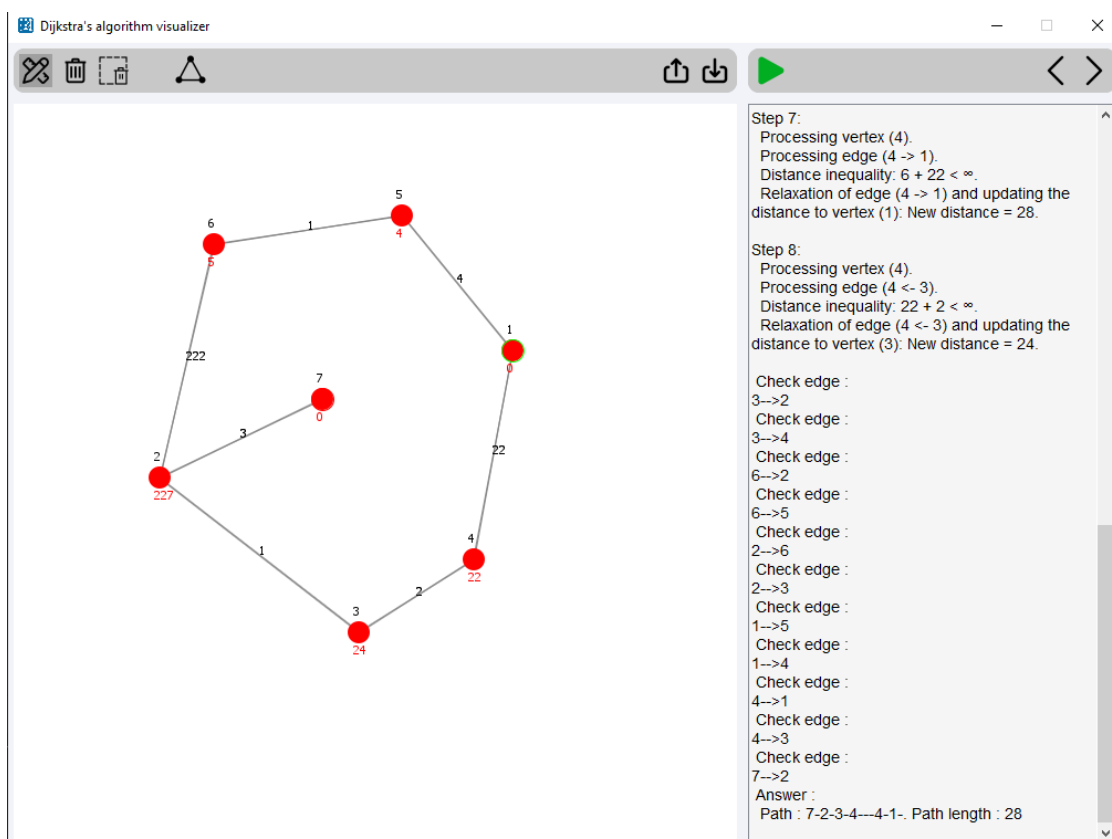 Dijkstra's algorithm visualizer
5
4
6
5
1
4
1
0
222
7
0
3
22
2
227
1
4
22
2
3
24
Step 7:
Processing vertex (4).
Processing edge (4 -> 1).
Distance inequality: 6 + 22 < ∞.
Relaxation of edge (4 -> 1) and updating the
distance to vertex (1): New distance = 28.
Step 8:
Processing vertex (4).
Processing edge (4 <- 3).
Distance inequality: 22 + 2 < ∞.
Relaxation of edge (4 <- 3) and updating the
distance to vertex (3): New distance = 24.
Check edge :
3-->2
Check edge :
3-->4
Check edge :
6-->2
Check edge :
6-->5
Check edge :
2-->6
Check edge :
2-->3
Check edge :
1-->5
Check edge :
1-->4
Check edge :
4-->1
Check edge :
4-->3
Check edge :
7-->2
Answer :
Path : 7-2-3-4---4-1-. Path length : 28